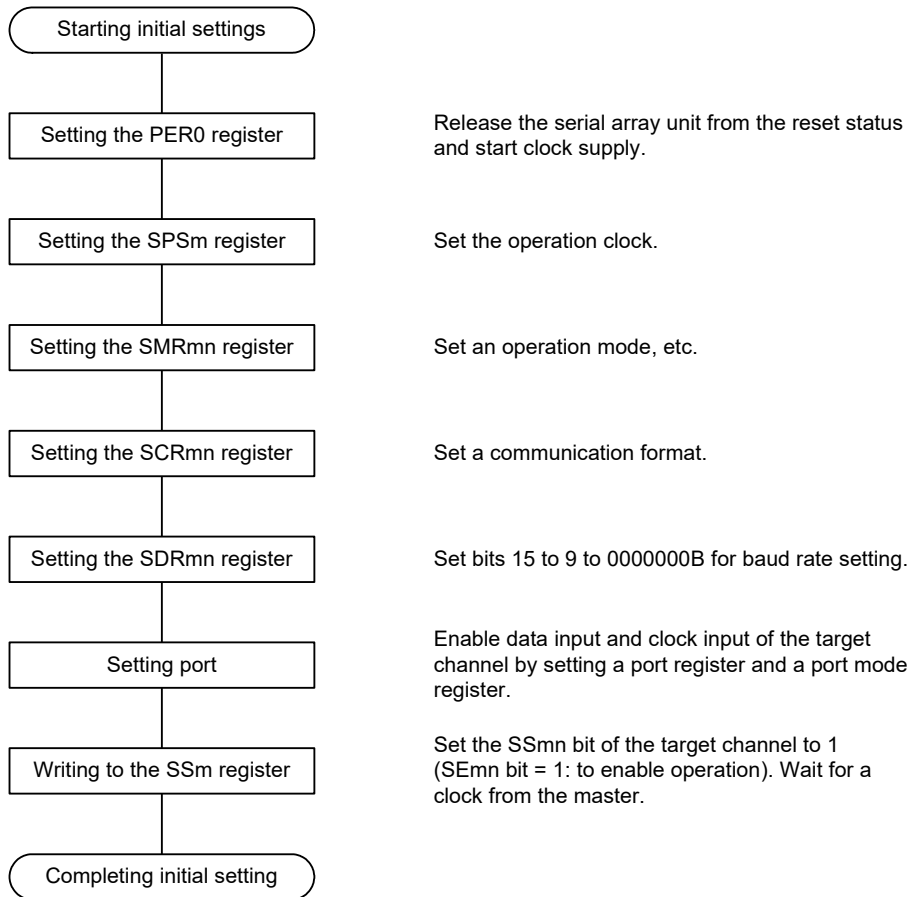 Starting initial settings
Setting the PER0 register
Release the serial array unit from the reset status
and start clock supply.
Setting the SPSm register
Set the operation clock.
Setting the SMRmn register
Set an operation mode, etc.
Setting the SCRmn register
Set a communication format.
Setting the SDRmn register
Set bits 15 to 9 to 0000000B for baud rate setting.
Setting port
Enable data input and clock input of the target
channel by setting a port register and a port mode
register.
Writing to the SSm register
Set the SSmn bit of the target channel to 1
(SEmn bit = 1: to enable operation). Wait for a
clock from the master.
Completing initial setting